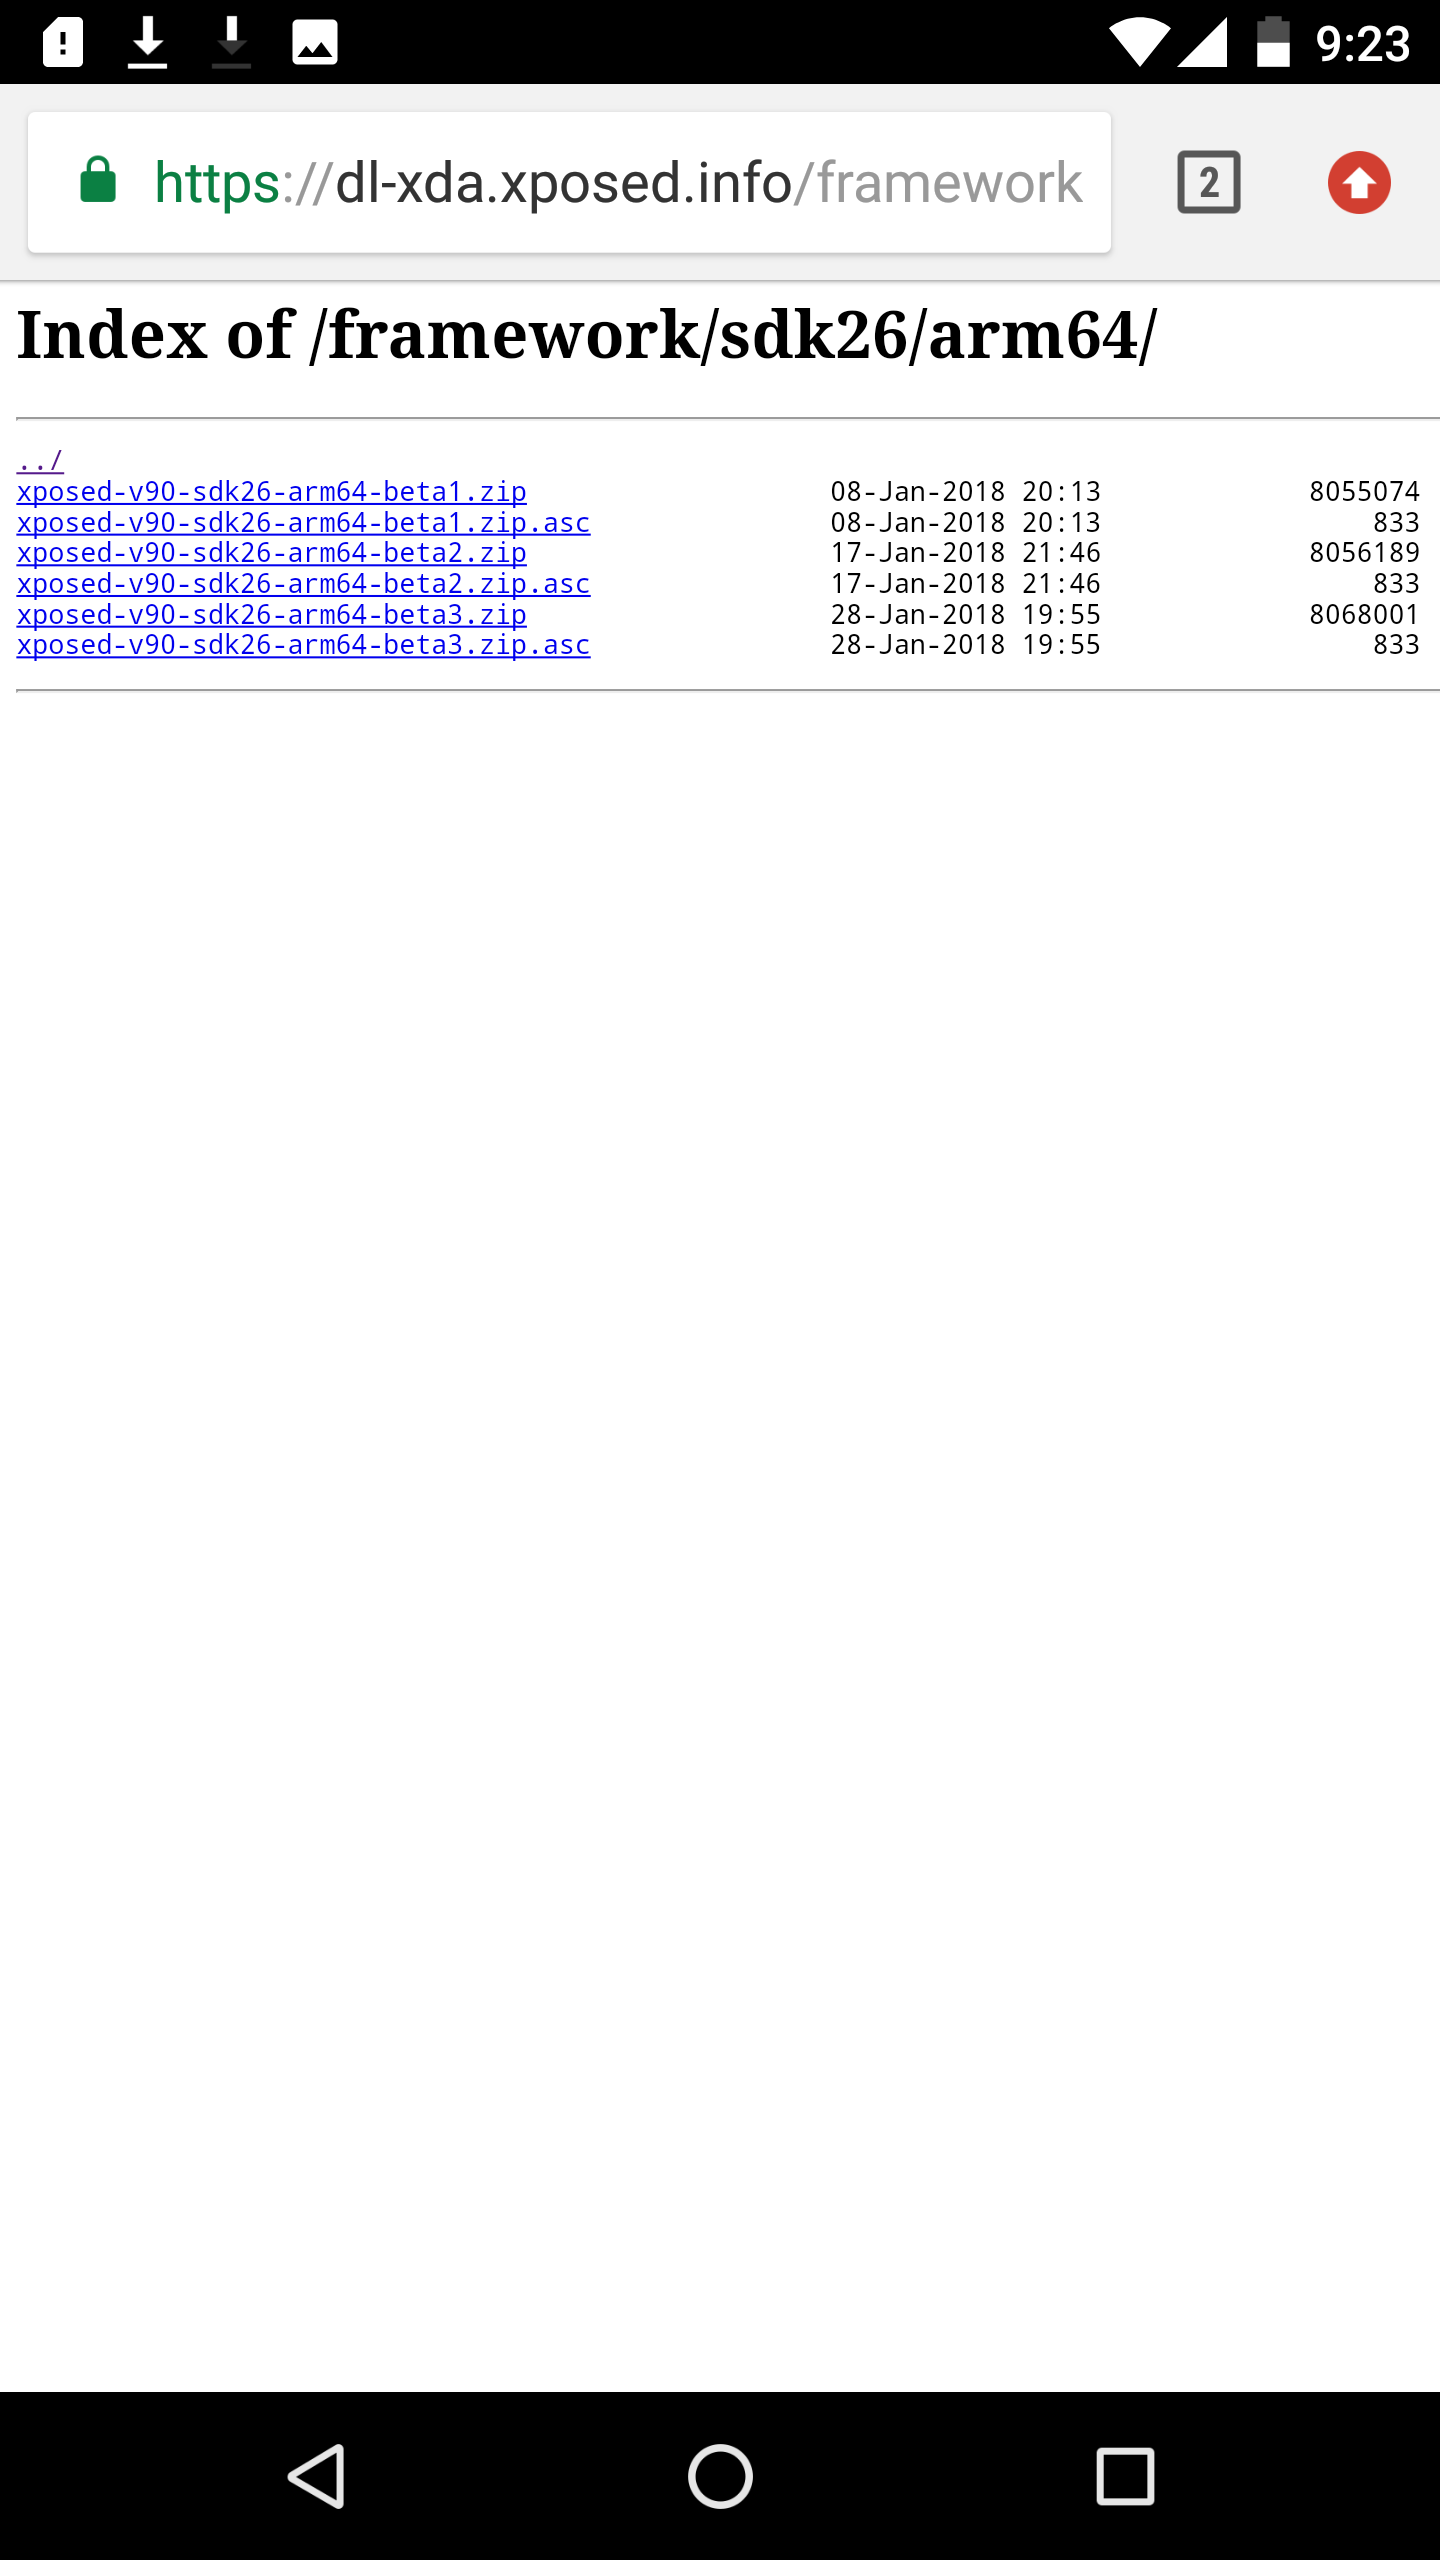 9:23
https://dl-xda.xposed.info/framework
2
Index of /framework/sdk26/arm64/
../
xposed-v90-sdk26-arm64-beta1.zip 08-Jan-2018 20:13 8055074
xposed-v90-sdk26-arm64-beta1.zip.asc 08-Jan-2018 20:13 833
xposed-v90-sdk26-arm64-beta2.zip 17-Jan-2018 21:46 8056189
xposed-v90-sdk26-arm64-beta2.zip.asc 17-Jan-2018 21:46 833
xposed-v90-sdk26-arm64-beta3.zip 28-Jan-2018 19:55 8068001
xposed-v90-sdk26-arm64-beta3.zip.asc 28-Jan-2018 19:55 833